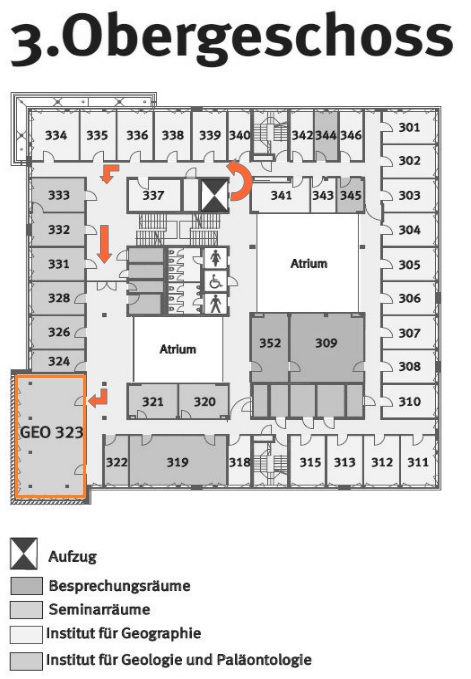 3.Obergeschoss
334 335 336 338 339 340 342 344 346 301
302
333 337 341 343 345 303
332 304
331 Atrium 305
328 306
326 352 309 307
324 Atrium 308
321 320 310
GEO 323
322 319 318 315 313 312 311
Aufzug
Besprechungsräume
Seminarräume
Institut für Geographie
Institut für Geologie und Paläontologie